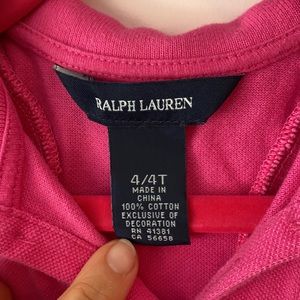 RALPH LAUREN
4/4T
MADE IN
CHINA
100% COTTON
EXCLUSIVE OF
DECORATION
RN 41381
CA 56658